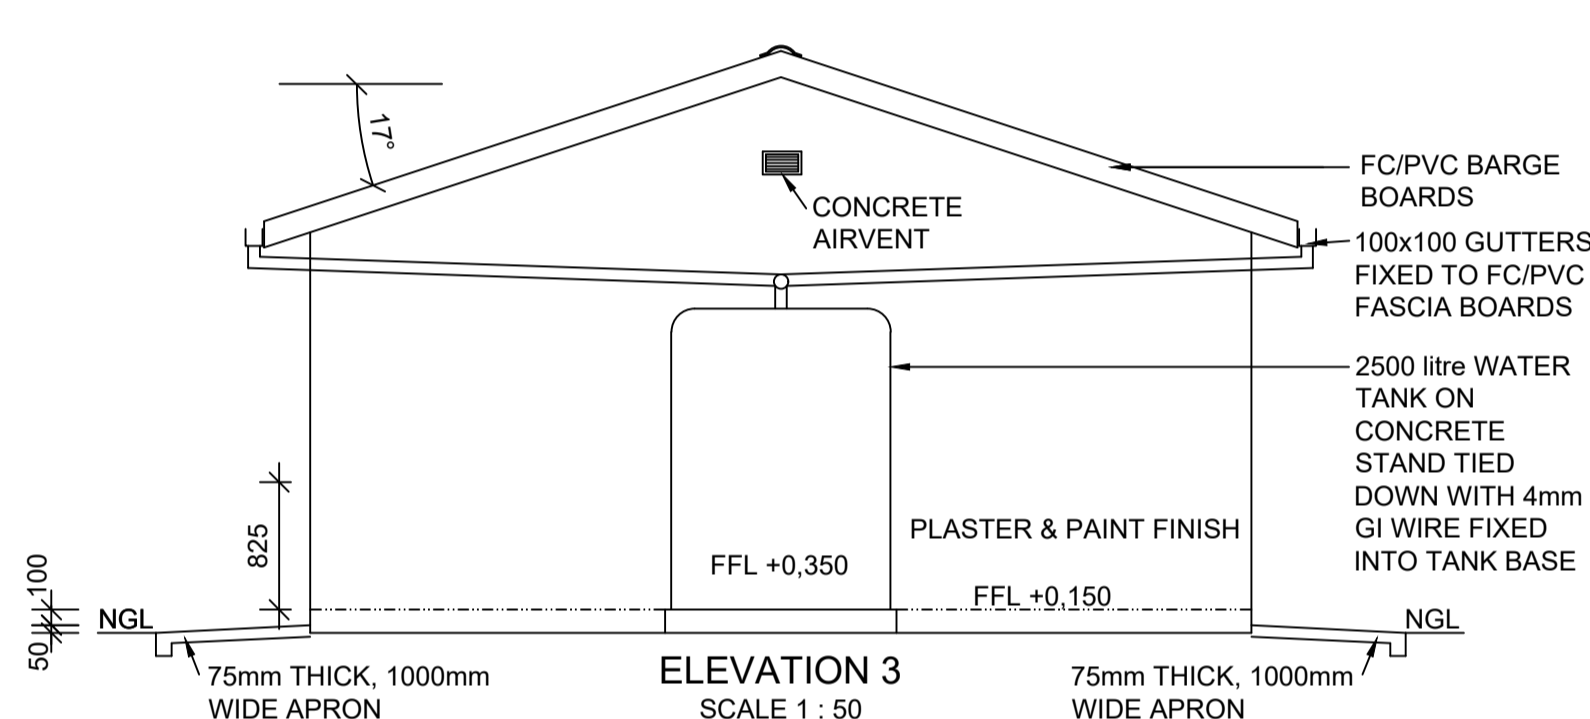 17°
CONCRETE
AIRVENT
FC/PVC BARGE
BOARDS
100x100 GUTTERS
FIXED TO FC/PVC
FASCIA BOARDS
2500 litre WATER
TANK ON
CONCRETE
STAND TIED
DOWN WITH 4mm
GI WIRE FIXED
INTO TANK BASE
PLASTER & PAINT FINISH
FFL +0,350
FFL +0,150
825
100
50
NGL
NGL
75mm THICK, 1000mm
WIDE APRON
ELEVATION 3
SCALE 1 : 50
75mm THICK, 1000mm
WIDE APRON